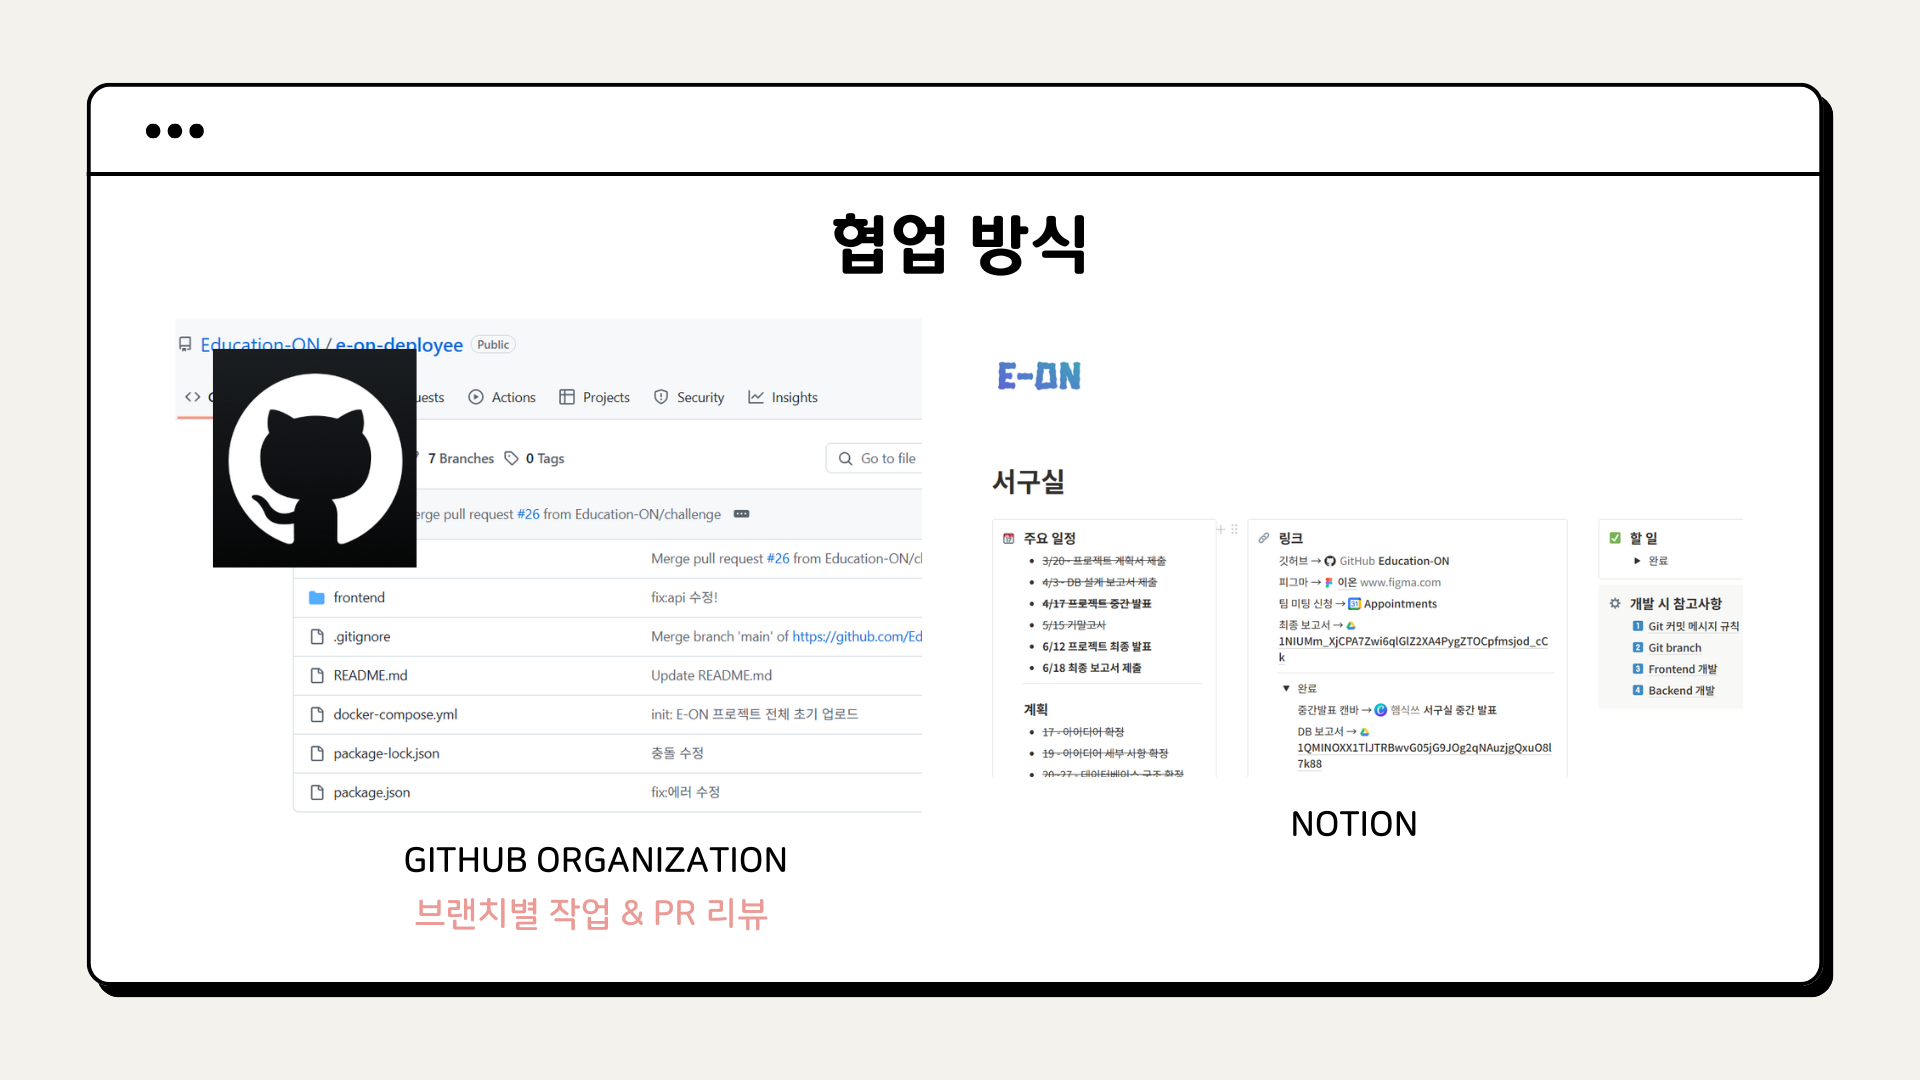 협업 방식
Education-ON / e-on-deployee Public
Actions Projects Security Insights
7 Branches 0 Tags Go to file
pull request #26 from Education-ON/challenge
Merge pull request #26 from Education-ON/
frontend fix:api 수정!
.gitignore Merge branch 'main' of https://github.com/Ed
README.md Update README.md
docker-compose.yml init: E-ON 프로젝트 전체 초기 업로드
package-lock.json 충돌 수정
package.json fix:에러 수정
GITHUB ORGANIZATION
브랜치별 작업 & PR 리뷰
E-ON
서구실
주요 일정
3/20 - 프로젝트 계획서 제출
4/3 - DB 설계 보고서 제출
4/17 프로젝트 중간 발표
5/15 기말고사
6/12 프로젝트 최종 발표
6/18 최종 보고서 제출
계획
17 - 아이디어 확정
19 - 아이디어 세부 사항 확정
20~27 - 데이터베이스 구조 확정
링크
깃허브 → GitHub Education-ON
피그마 → 이온 www.figma.com
팀 미팅 신청 → Appointments
최종 보고서 →
1NIUMm_XjCPA7Zwi6qlGlZ2XA4PygZTOCpfmsjod_cC
k
완료
중간발표 캔바 → 햄식쓰 서구실 중간 발표
DB 보고서 →
1QMINOXX1TlJTRBwvG05jG9JOg2qNAuzjgQxuO8l
7k88
할 일
완료
개발 시 참고사항
1 Git 커밋 메시지 규칙
2 Git branch
3 Frontend 개발
4 Backend 개발
NOTION